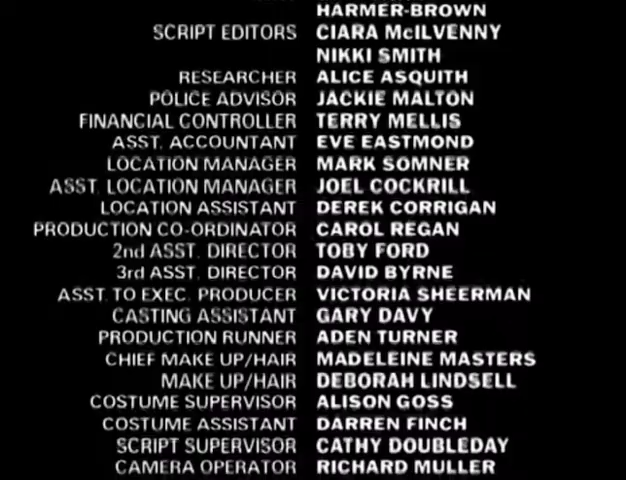 HARMER-BROWN
SCRIPT EDITORS CIARA McILVENNY
NIKKI SMITH
RESEARCHER ALICE ASQUITH
POLICE ADVISOR JACKIE MALTON
FINANCIAL CONTROLLER TERRY MELLIS
ASST. ACCOUNTANT EVE EASTMOND
LOCATION MANAGER MARK SOMNER
ASST. LOCATION MANAGER JOEL COCKRILL
LOCATION ASSISTANT DEREK CORRIGAN
PRODUCTION CO-ORDINATOR CAROL REGAN
2nd ASST. DIRECTOR TOBY FORD
3rd ASST. DIRECTOR DAVID BYRNE
ASST. TO EXEC. PRODUCER VICTORIA SHEERMAN
CASTING ASSISTANT GARY DAVY
PRODUCTION RUNNER ADEN TURNER
CHIEF MAKE UP/HAIR MADELEINE MASTERS
MAKE UP/HAIR DEBORAH LINDSELL
COSTUME SUPERVISOR ALISON GOSS
COSTUME ASSISTANT DARREN FINCH
SCRIPT SUPERVISOR CATHY DOUBLEDAY
CAMERA OPERATOR RICHARD MULLER